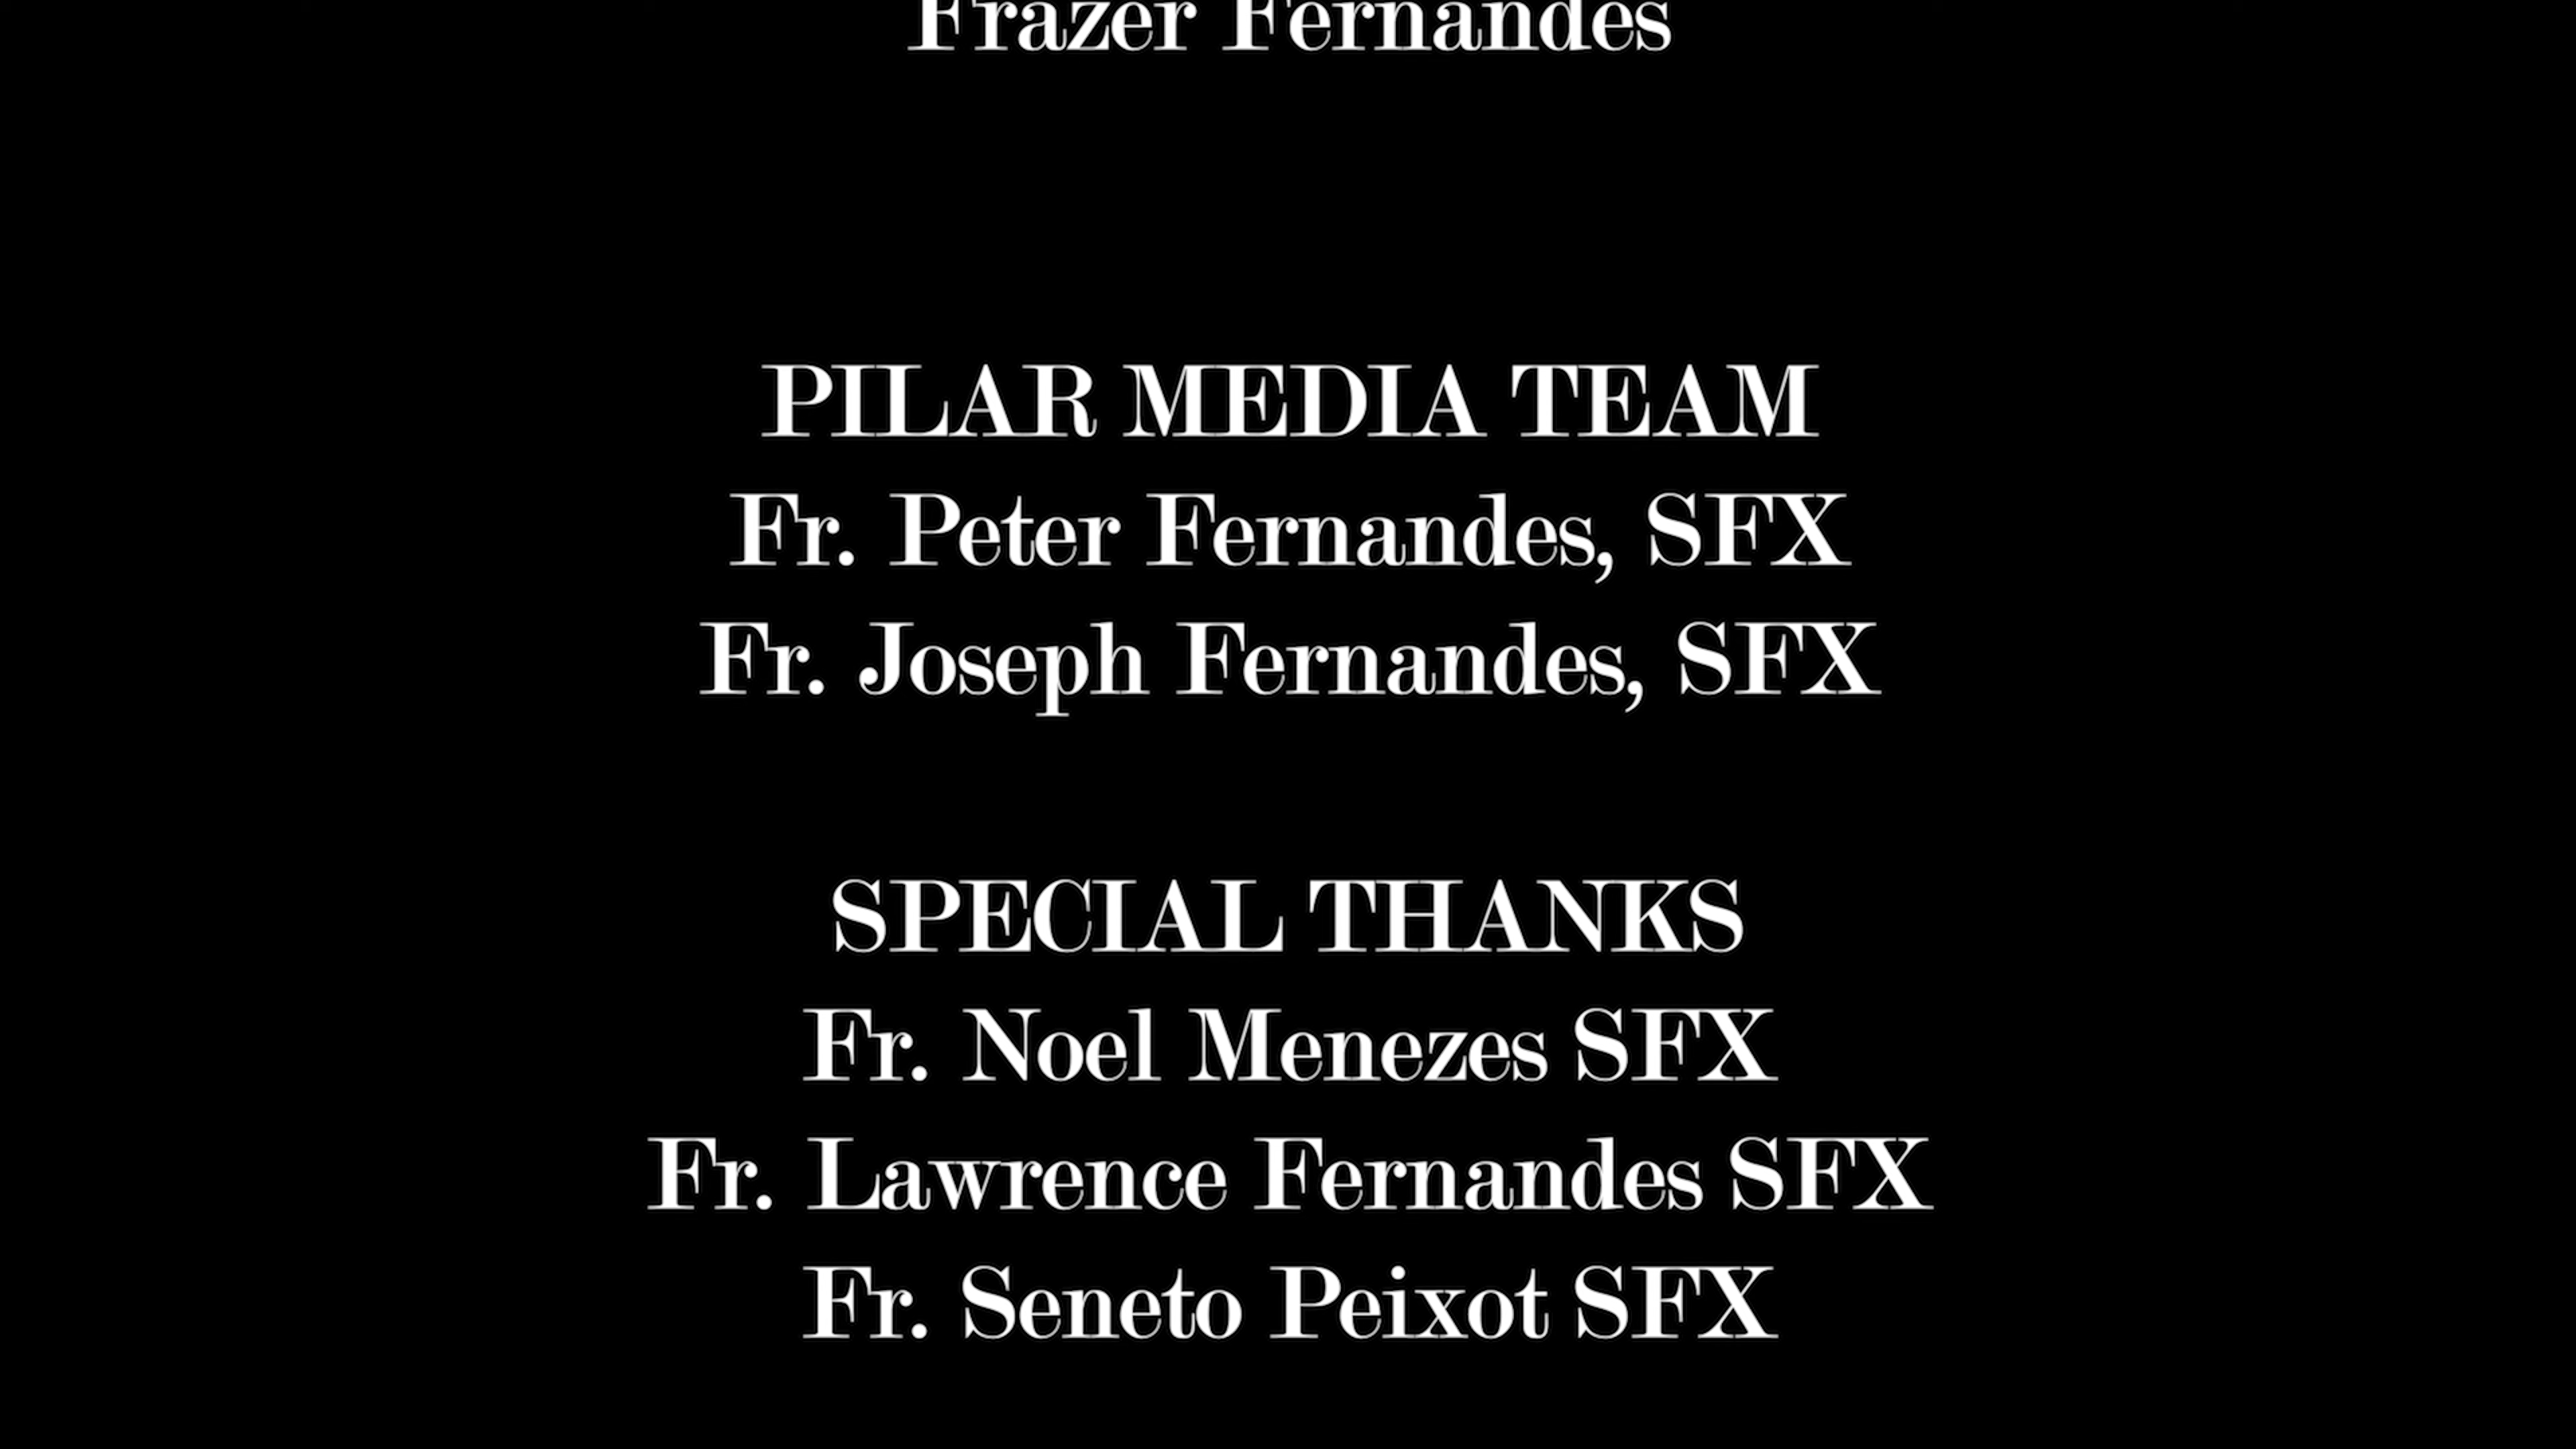 Frazer Fernandes
PILAR MEDIA TEAM
Fr. Peter Fernandes, SFX
Fr. Joseph Fernandes, SFX
SPECIAL THANKS
Fr. Noel Menezes SFX
Fr. Lawrence Fernandes SFX
Fr. Seneto Peixot SFX